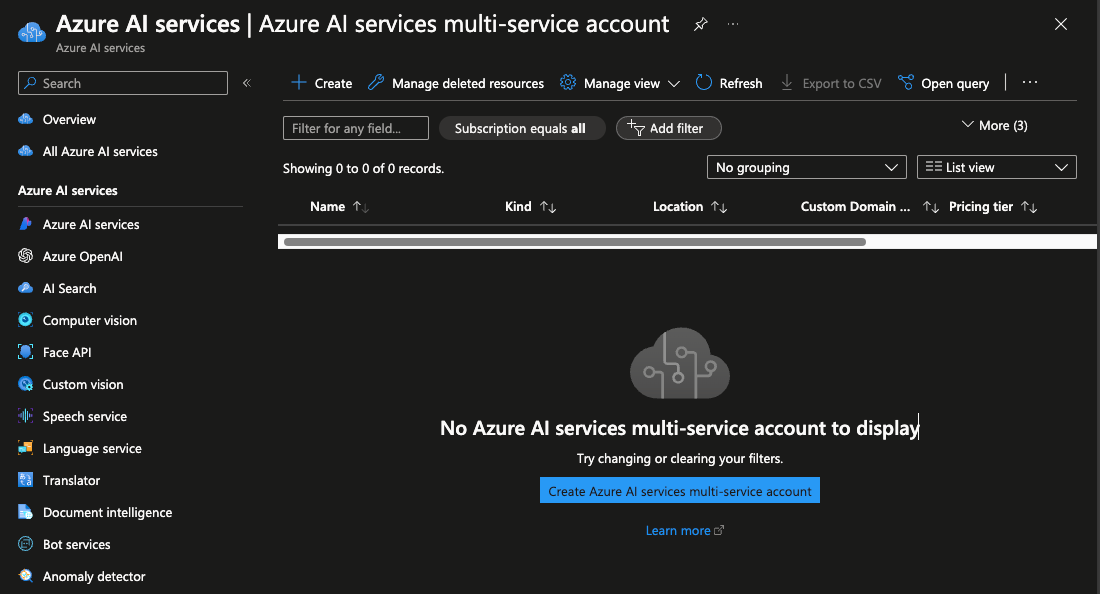 Azure AI services | Azure AI services multi-service account
Azure AI services
Search
Overview
All Azure AI services
Azure AI services
Azure AI services
Azure OpenAI
AI Search
Computer vision
Face API
Custom vision
Speech service
Language service
Translator
Document intelligence
Bot services
Anomaly detector
Create Manage deleted resources Manage view Refresh Export to CSV Open query
Filter for any field... Subscription equals all Add filter More (3)
Showing 0 to 0 of 0 records. No grouping List view
Name Kind Location Custom Domain ... Pricing tier
No Azure AI services multi-service account to display
Try changing or clearing your filters.
Create Azure AI services multi-service account
Learn more